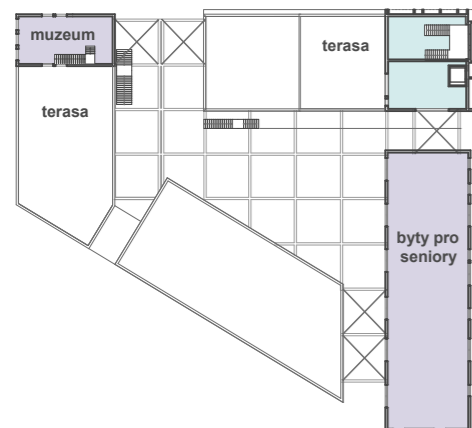 muzeum
terasa
terasa
byty pro
seniory